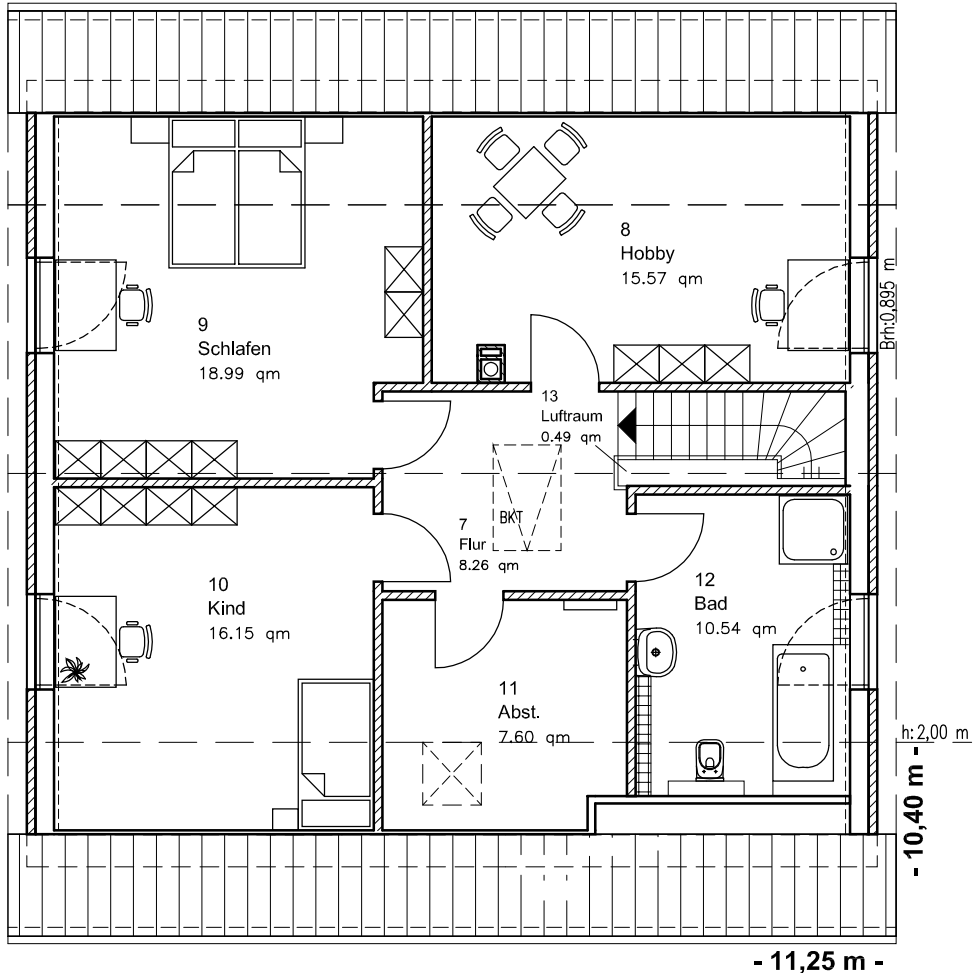 8
Hobby
15.57 qm
Brh:0,895 m
9
Schlafen
18.99 qm
13
Luftraum
0.49 qm
BKT
7
Flur
8.26 qm
10
Kind
16.15 qm
12
Bad
10.54 qm
11
Abst.
7.60 qm
h:2,00 m
- 10,40 m -
- 11,25 m -